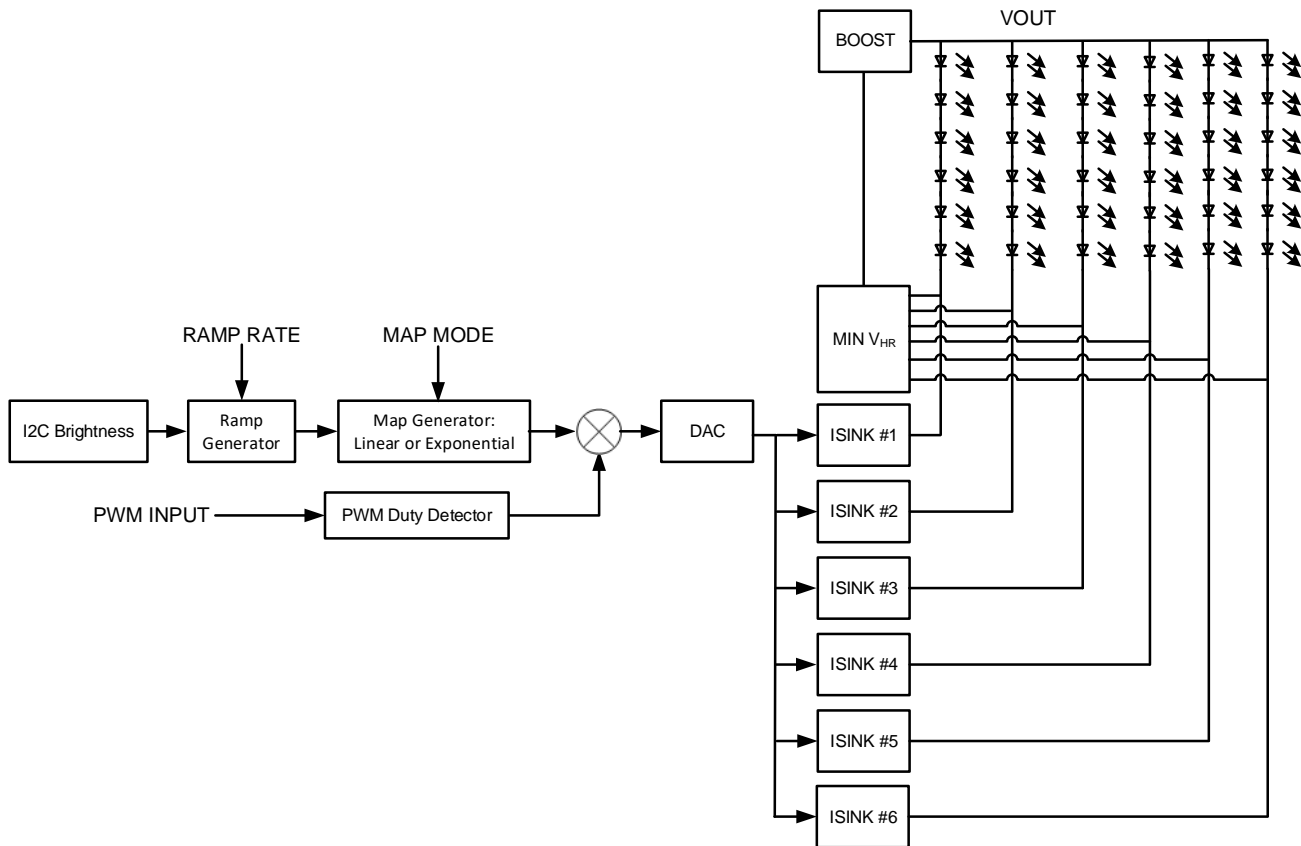 VOUT
BOOST
MIN VHR
RAMP RATE
MAP MODE
I2C Brightness
Ramp
Generator
Map Generator:
Linear or Exponential
DAC
PWM INPUT
PWM Duty Detector
ISINK #1
ISINK #2
ISINK #3
ISINK #4
ISINK #5
ISINK #6